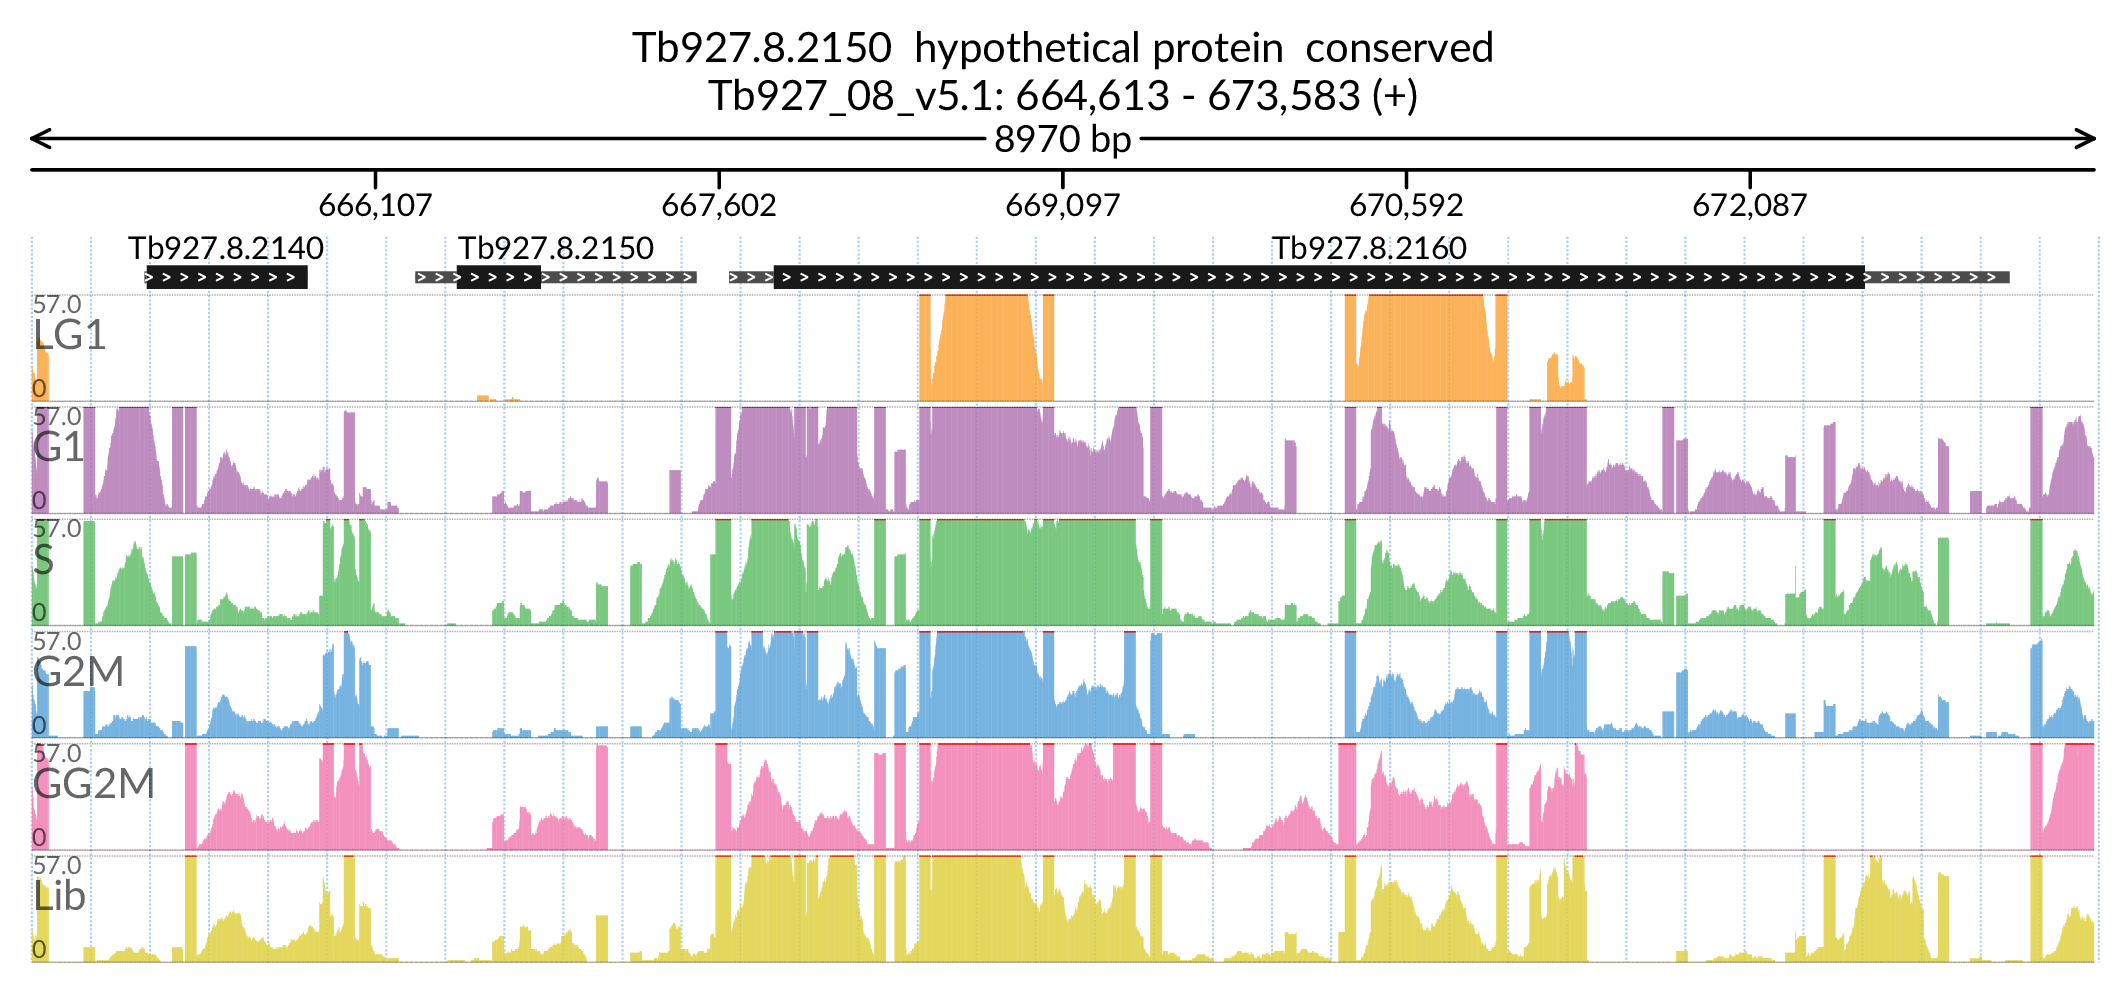 Tb927.8.2150  hypothetical protein  conserved
Tb927_08_v5.1: 664,613 - 673,583 (+)
8970 bp
666,107 667,602 669,097 670,592 672,087
Tb927.8.2140 Tb927.8.2150 Tb927.8.2160
57.0
LG1
0
57.0
G1
0
57.0
S
0
57.0
G2M
0
57.0
GG2M
0
57.0
Lib
0